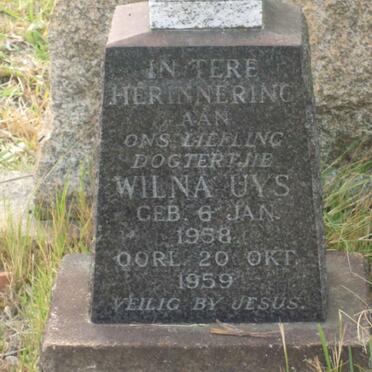 IN TERE
HERINNERING
AAN
ONS LIEFLING
DOGTERTJIE
WILNA UYS
GEB. 6 JAN.
1958
OORL. 20 OKT.
1959
VEILIG BY JESUS.